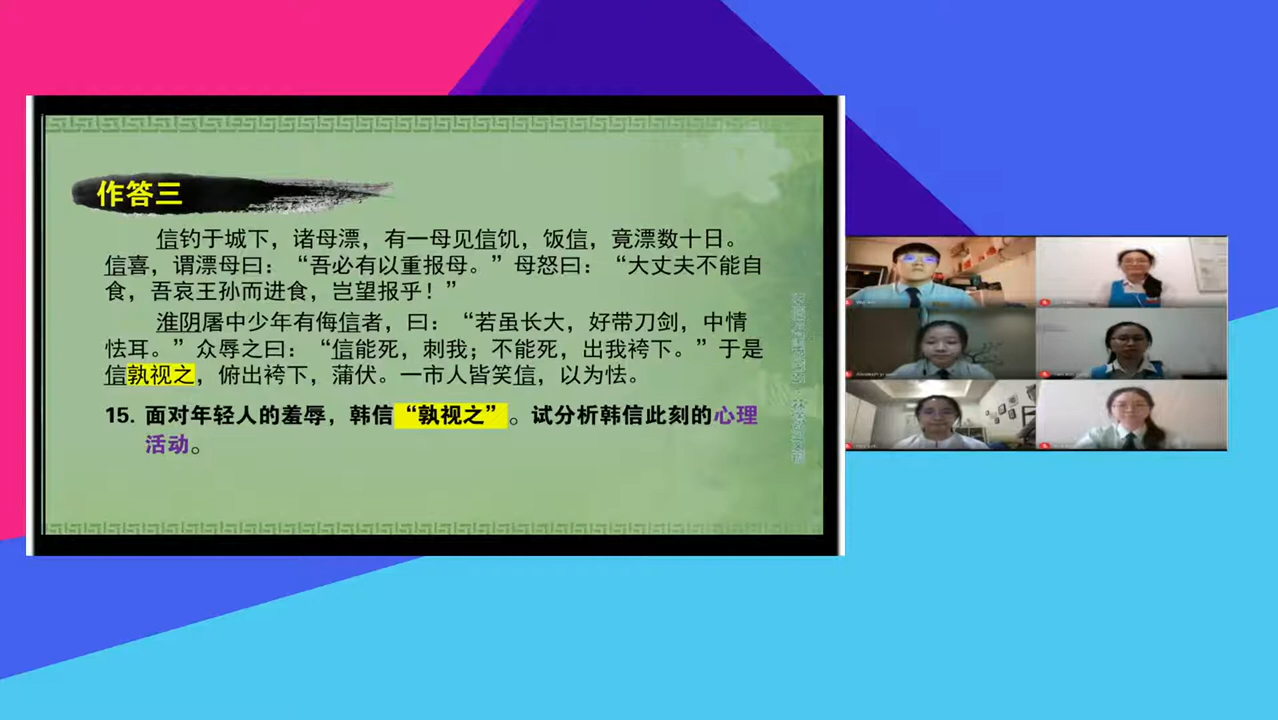 作答三
信钓于城下，诸母漂，有一母见信饥，饭信，竟漂数十日。
信喜，谓漂母曰：“吾必有以重报母。”母怒曰：“大丈夫不能自
食，吾哀王孙而进食，岂望报乎！”
淮阴屠中少年有侮信者，曰：“若虽长大，好带刀剑，中情
怯耳。”众辱之曰：“信能死，刺我；不能死，出我袴下。”于是
信孰视之，俯出袴下，蒲伏。一市人皆笑信，以为怯。
15. 面对年轻人的羞辱，韩信“孰视之”。试分析韩信此刻的心理
活动。